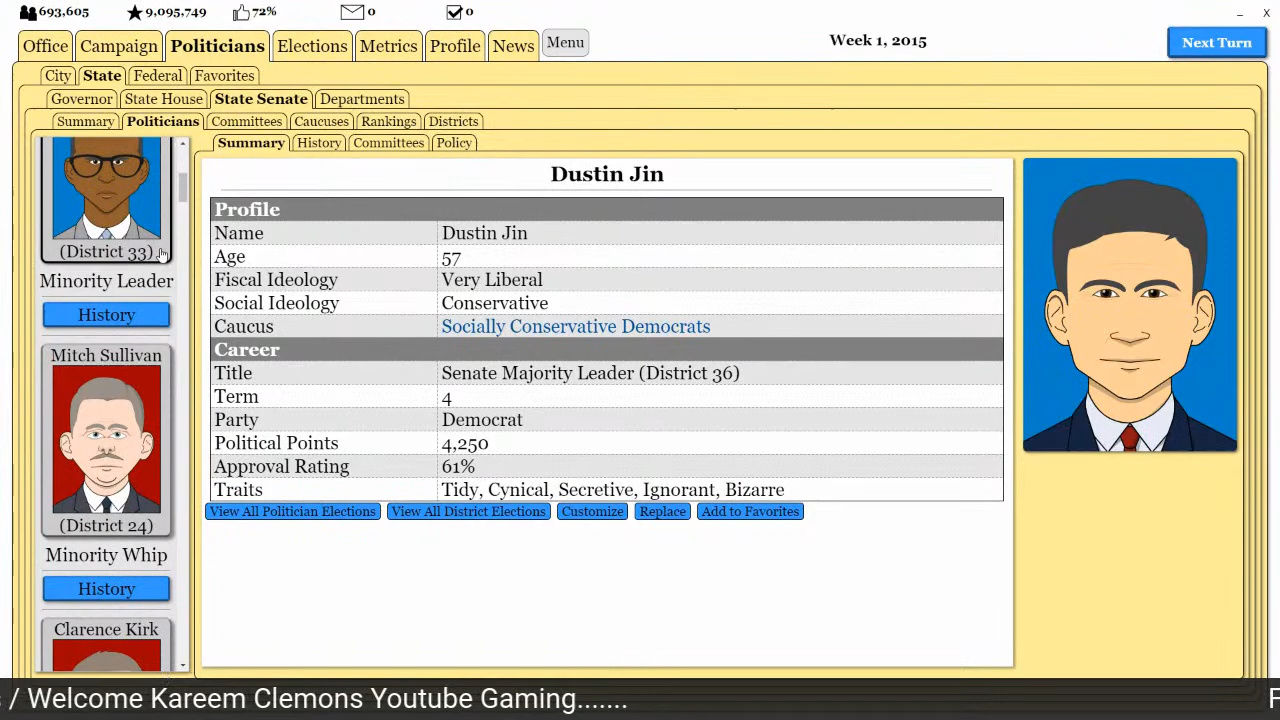 693,605 9,095,749 72% 0 0
_ X
Office Campaign Politicians Elections Metrics Profile News Menu
Week 1, 2015
Next Turn
City State Federal Favorites
Governor State House State Senate Departments
Summary Politicians Committees Caucuses Rankings Districts
Summary History Committees Policy
(District 33)
Minority Leader
History
Mitch Sullivan
(District 24)
Minority Whip
History
Clarence Kirk
Dustin Jin
Profile
Name Dustin Jin
Age 57
Fiscal Ideology Very Liberal
Social Ideology Conservative
Caucus Socially Conservative Democrats
Career
Title Senate Majority Leader (District 36)
Term 4
Party Democrat
Political Points 4,250
Approval Rating 61%
Traits Tidy, Cynical, Secretive, Ignorant, Bizarre
View All Politician Elections View All District Elections Customize Replace Add to Favorites
/ Welcome Kareem Clemons Youtube Gaming.......